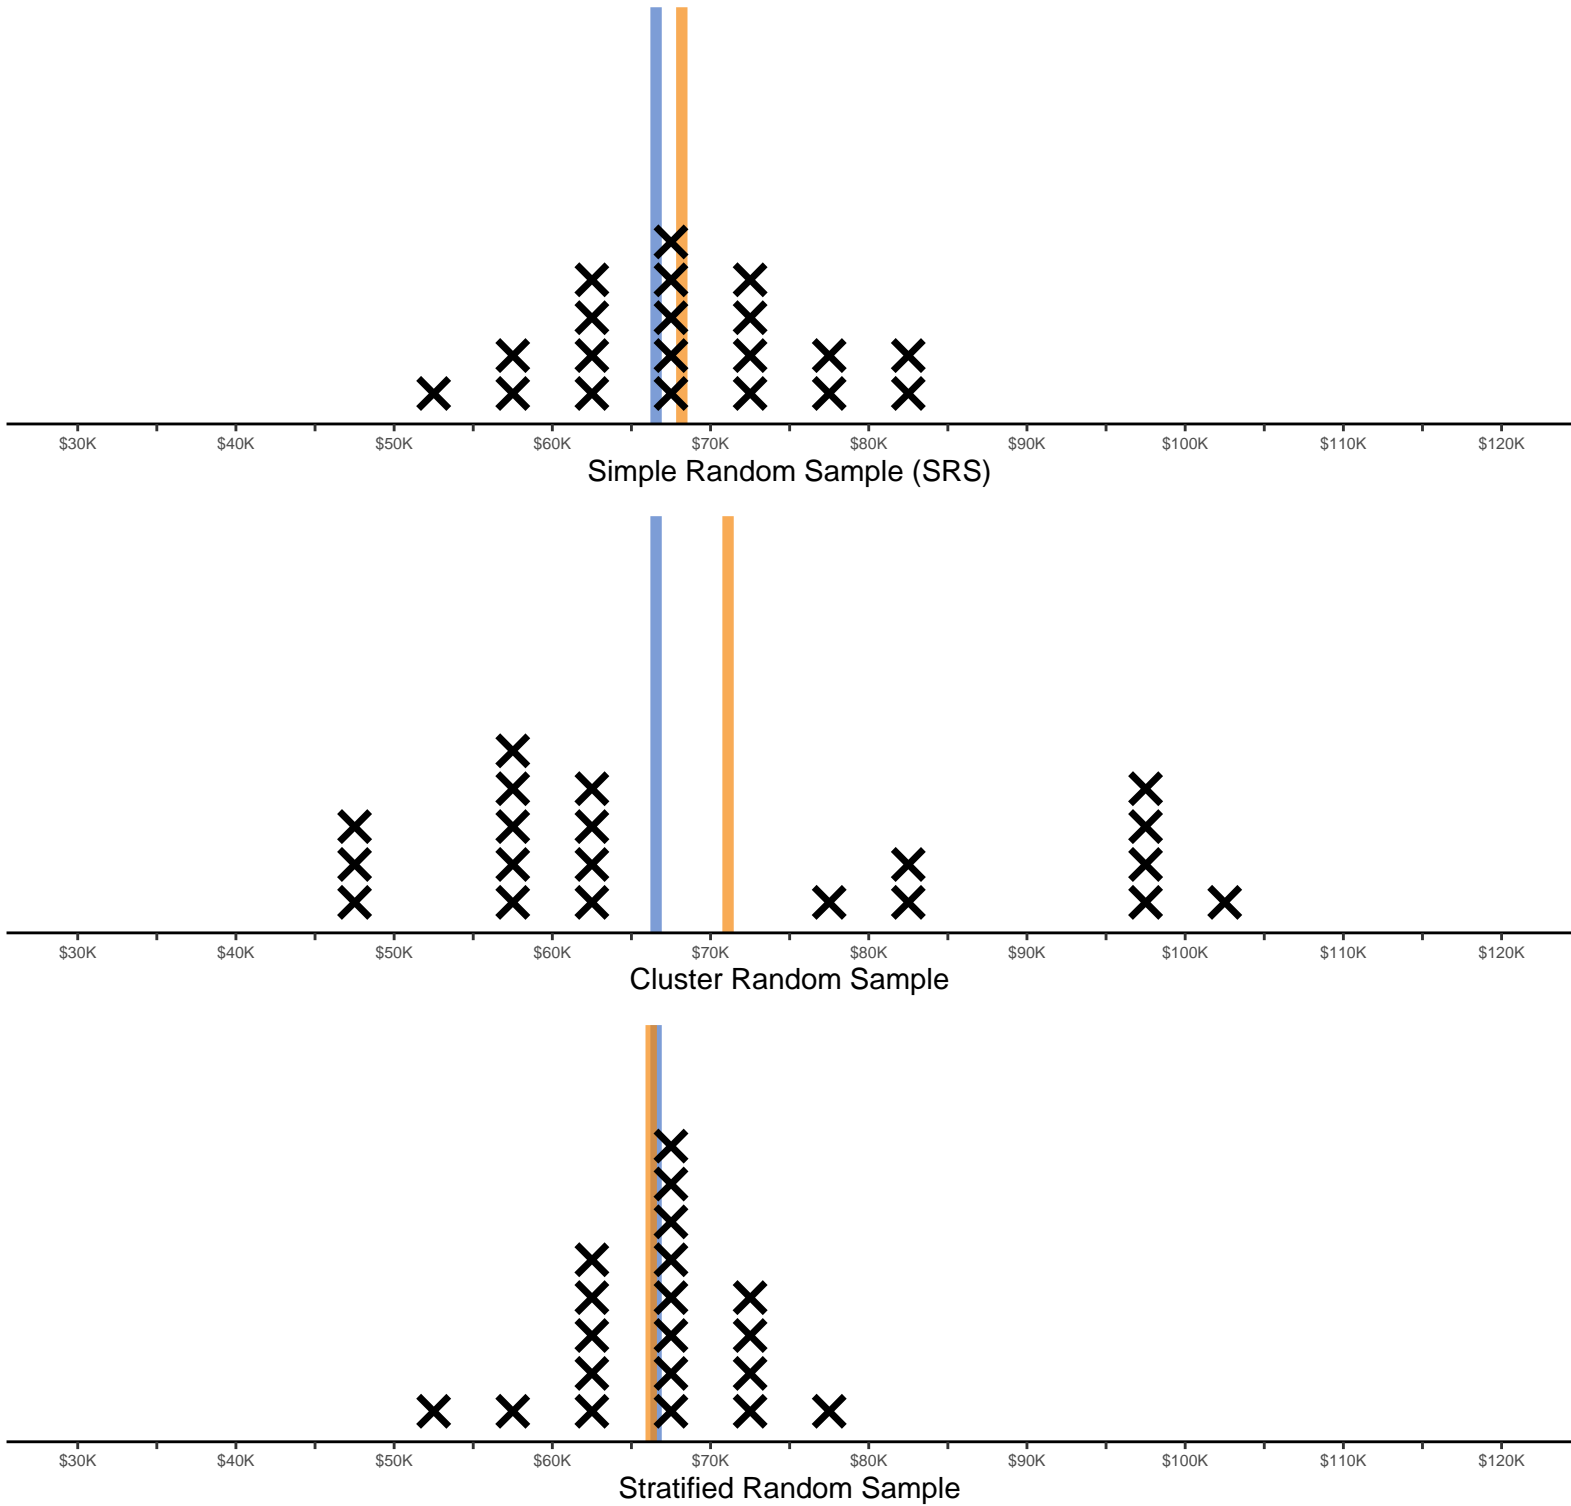 $30K $40K $50K $60K $70K $80K $90K $100K $110K $120K
Simple Random Sample (SRS)
$30K $40K $50K $60K $70K $80K $90K $100K $110K $120K
Cluster Random Sample
$30K $40K $50K $60K $70K $80K $90K $100K $110K $120K
Stratified Random Sample